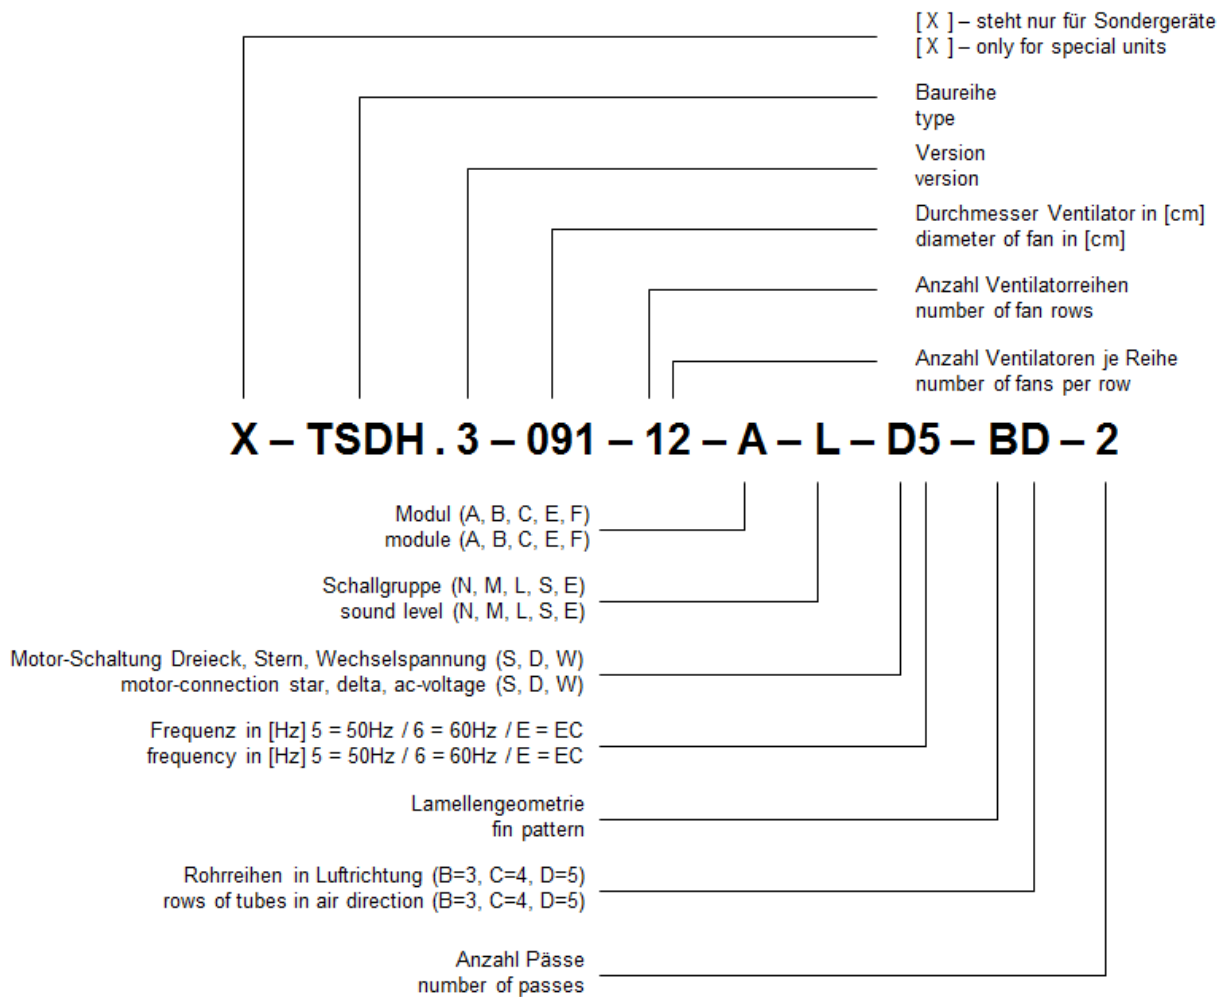 [ X ] – steht nur für Sondergeräte
[ X ] – only for special units
Baureihe
type
Version
version
Durchmesser Ventilator in [cm]
diameter of fan in [cm]
Anzahl Ventilatorreihen
number of fan rows
Anzahl Ventilatoren je Reihe
number of fans per row
X – TSDH . 3 – 091 – 12 – A – L – D5 – BD – 2
Modul (A, B, C, E, F)
module (A, B, C, E, F)
Schallgruppe (N, M, L, S, E)
sound level (N, M, L, S, E)
Motor-Schaltung Dreieck, Stern, Wechselspannung (S, D, W)
motor-connection star, delta, ac-voltage (S, D, W)
Frequenz in [Hz] 5 = 50Hz / 6 = 60Hz / E = EC
frequency in [Hz] 5 = 50Hz / 6 = 60Hz / E = EC
Lamellengeometrie
fin pattern
Rohrreihen in Luftrichtung (B=3, C=4, D=5)
rows of tubes in air direction (B=3, C=4, D=5)
Anzahl Pässe
number of passes